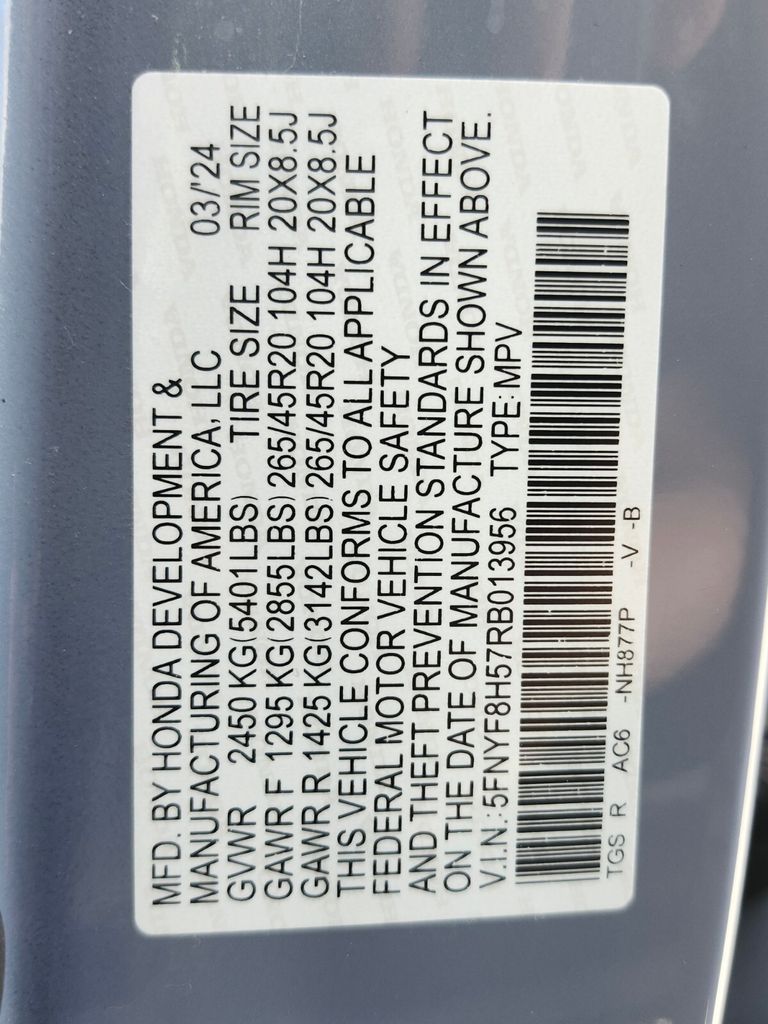 MFD. BY HONDA DEVELOPMENT &
MANUFACTURING OF AMERICA, LLC 03/'24
GVWR 2450 KG(5401LBS) TIRE SIZE RIM SIZE
GAWR F 1295 KG(2855LBS) 265/45R20 104H 20X8.5J
GAWR R 1425 KG(3142LBS) 265/45R20 104H 20X8.5J
THIS VEHICLE CONFORMS TO ALL APPLICABLE
FEDERAL MOTOR VEHICLE SAFETY
AND THEFT PREVENTION STANDARDS IN EFFECT
ON THE DATE OF MANUFACTURE SHOWN ABOVE.
V.I.N.:5FNYF8H57RB013956 TYPE:MPV
TGS R AC6 -NH877P -V -B